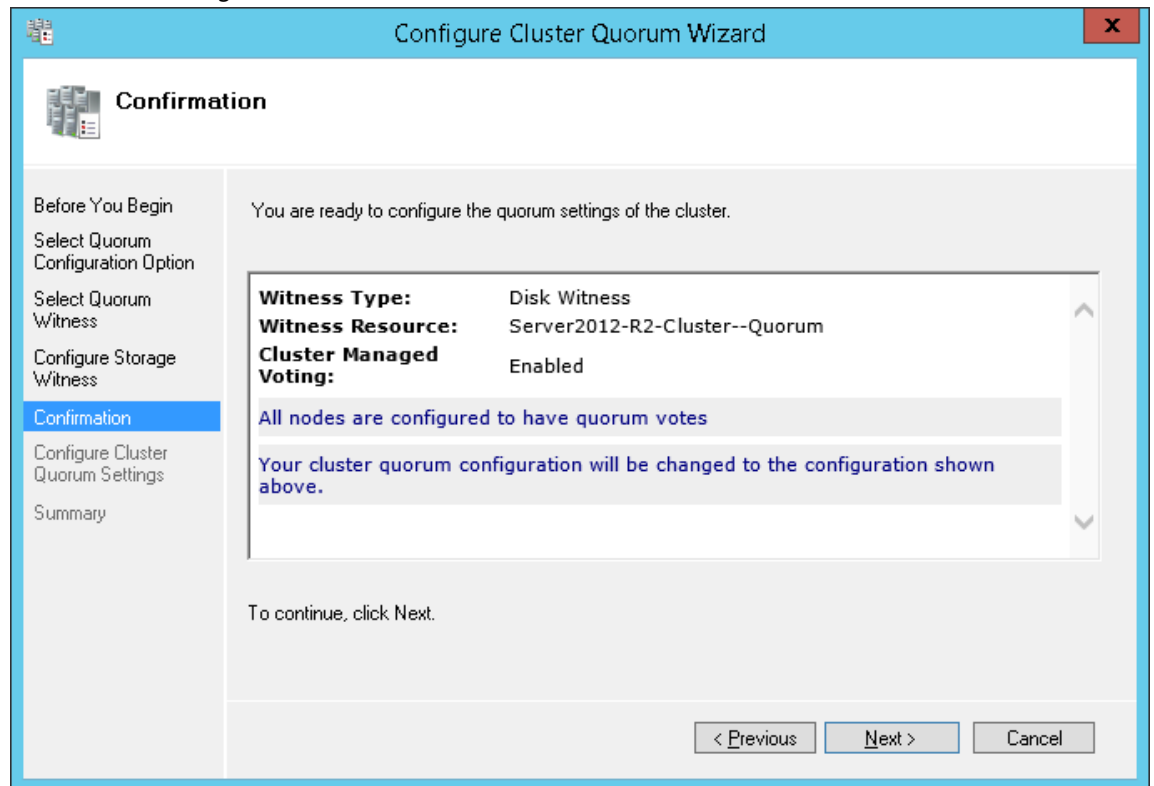 Configure Cluster Quorum Wizard
x
Confirmation
Before You Begin
Select Quorum
Configuration Option
Select Quorum
Witness
Configure Storage
Witness
Confirmation
Configure Cluster
Quorum Settings
Summary
You are ready to configure the quorum settings of the cluster.
Witness Type: Disk Witness
Witness Resource: Server2012-R2-Cluster--Quorum
Cluster Managed
Voting: Enabled
All nodes are configured to have quorum votes
Your cluster quorum configuration will be changed to the configuration shown
above.
To continue, click Next.
< Previous Next > Cancel